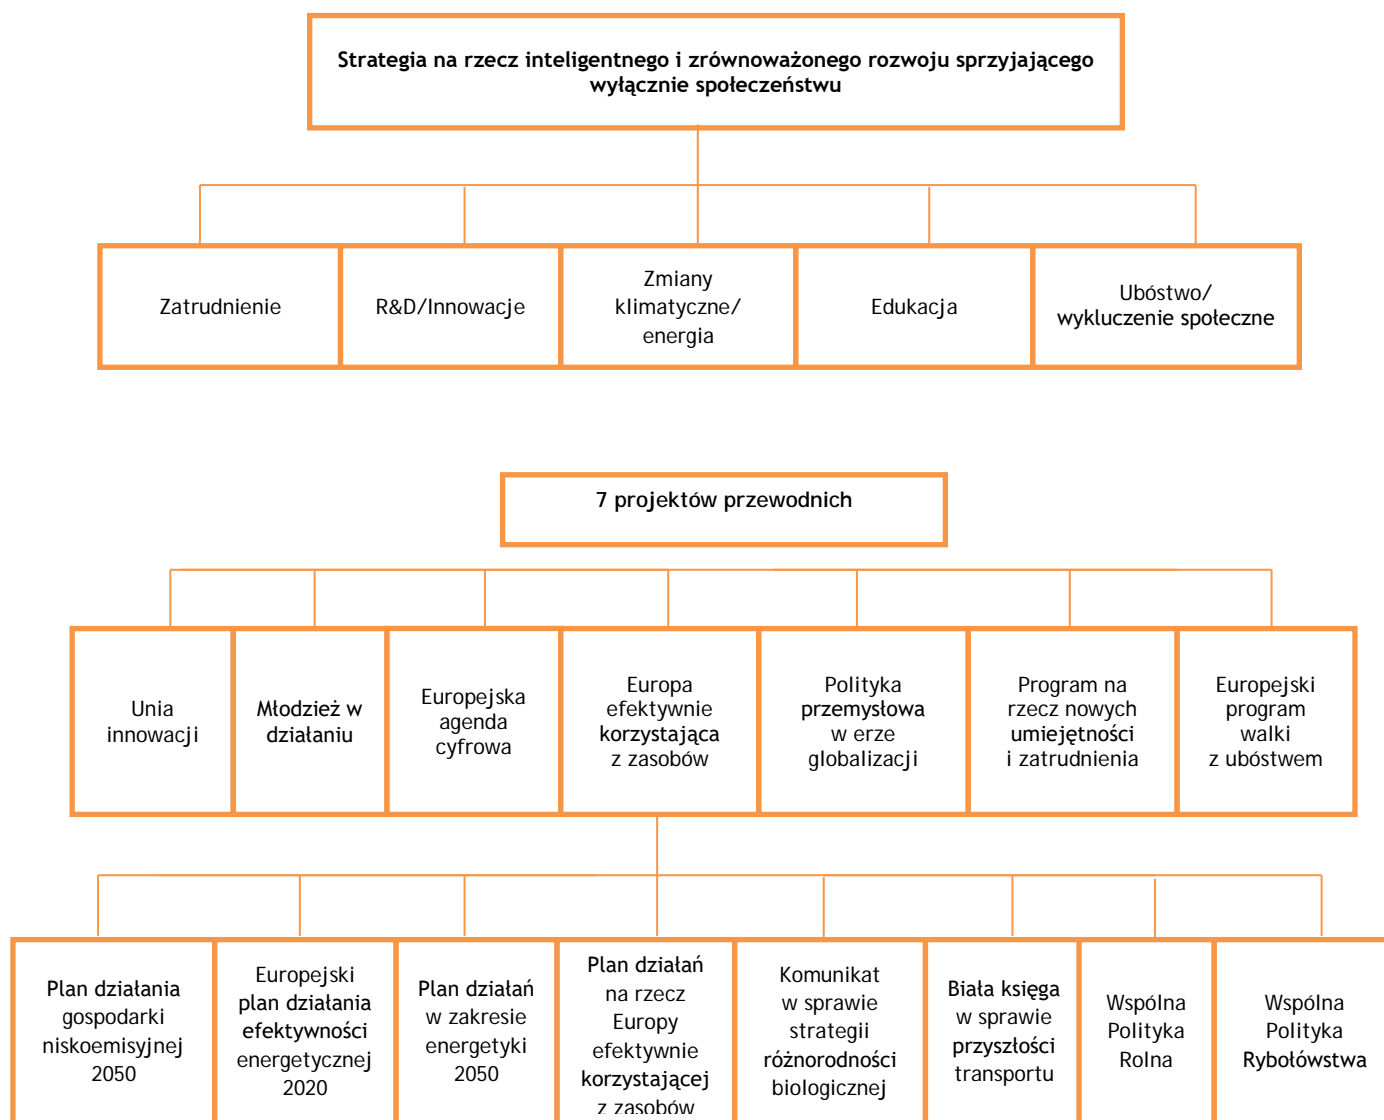 Strategia na rzecz inteligentnego i zrównoważonego rozwoju sprzyjającego
wyłącznie społeczeństwu
Zatrudnienie
R&D/Innowacje
Zmiany
klimatyczne/
energia
Edukacja
Ubóstwo/
wykluczenie społeczne
7 projektów przewodnich
Unia
innowacji
Młodzież w
działaniu
Europejska
agenda
cyfrowa
Europa
efektywnie
korzystająca
z zasobów
Polityka
przemysłowa
w erze
globalizacji
Program na
rzecz nowych
umiejętności
i zatrudnienia
Europejski
program
walki
z ubóstwem
Plan działania
gospodarki
niskoemisyjnej
2050
Europejski
plan działania
efektywności
energetycznej
2020
Plan działań
w zakresie
energetyki
2050
Plan działań
na rzecz
Europy
efektywnie
korzystającej
z zasobów
Komunikat
w sprawie
strategii
różnorodności
biologicznej
Biała księga
w sprawie
przyszłości
transportu
Wspólna
Polityka
Rolna
Wspólna
Polityka
Rybołówstwa